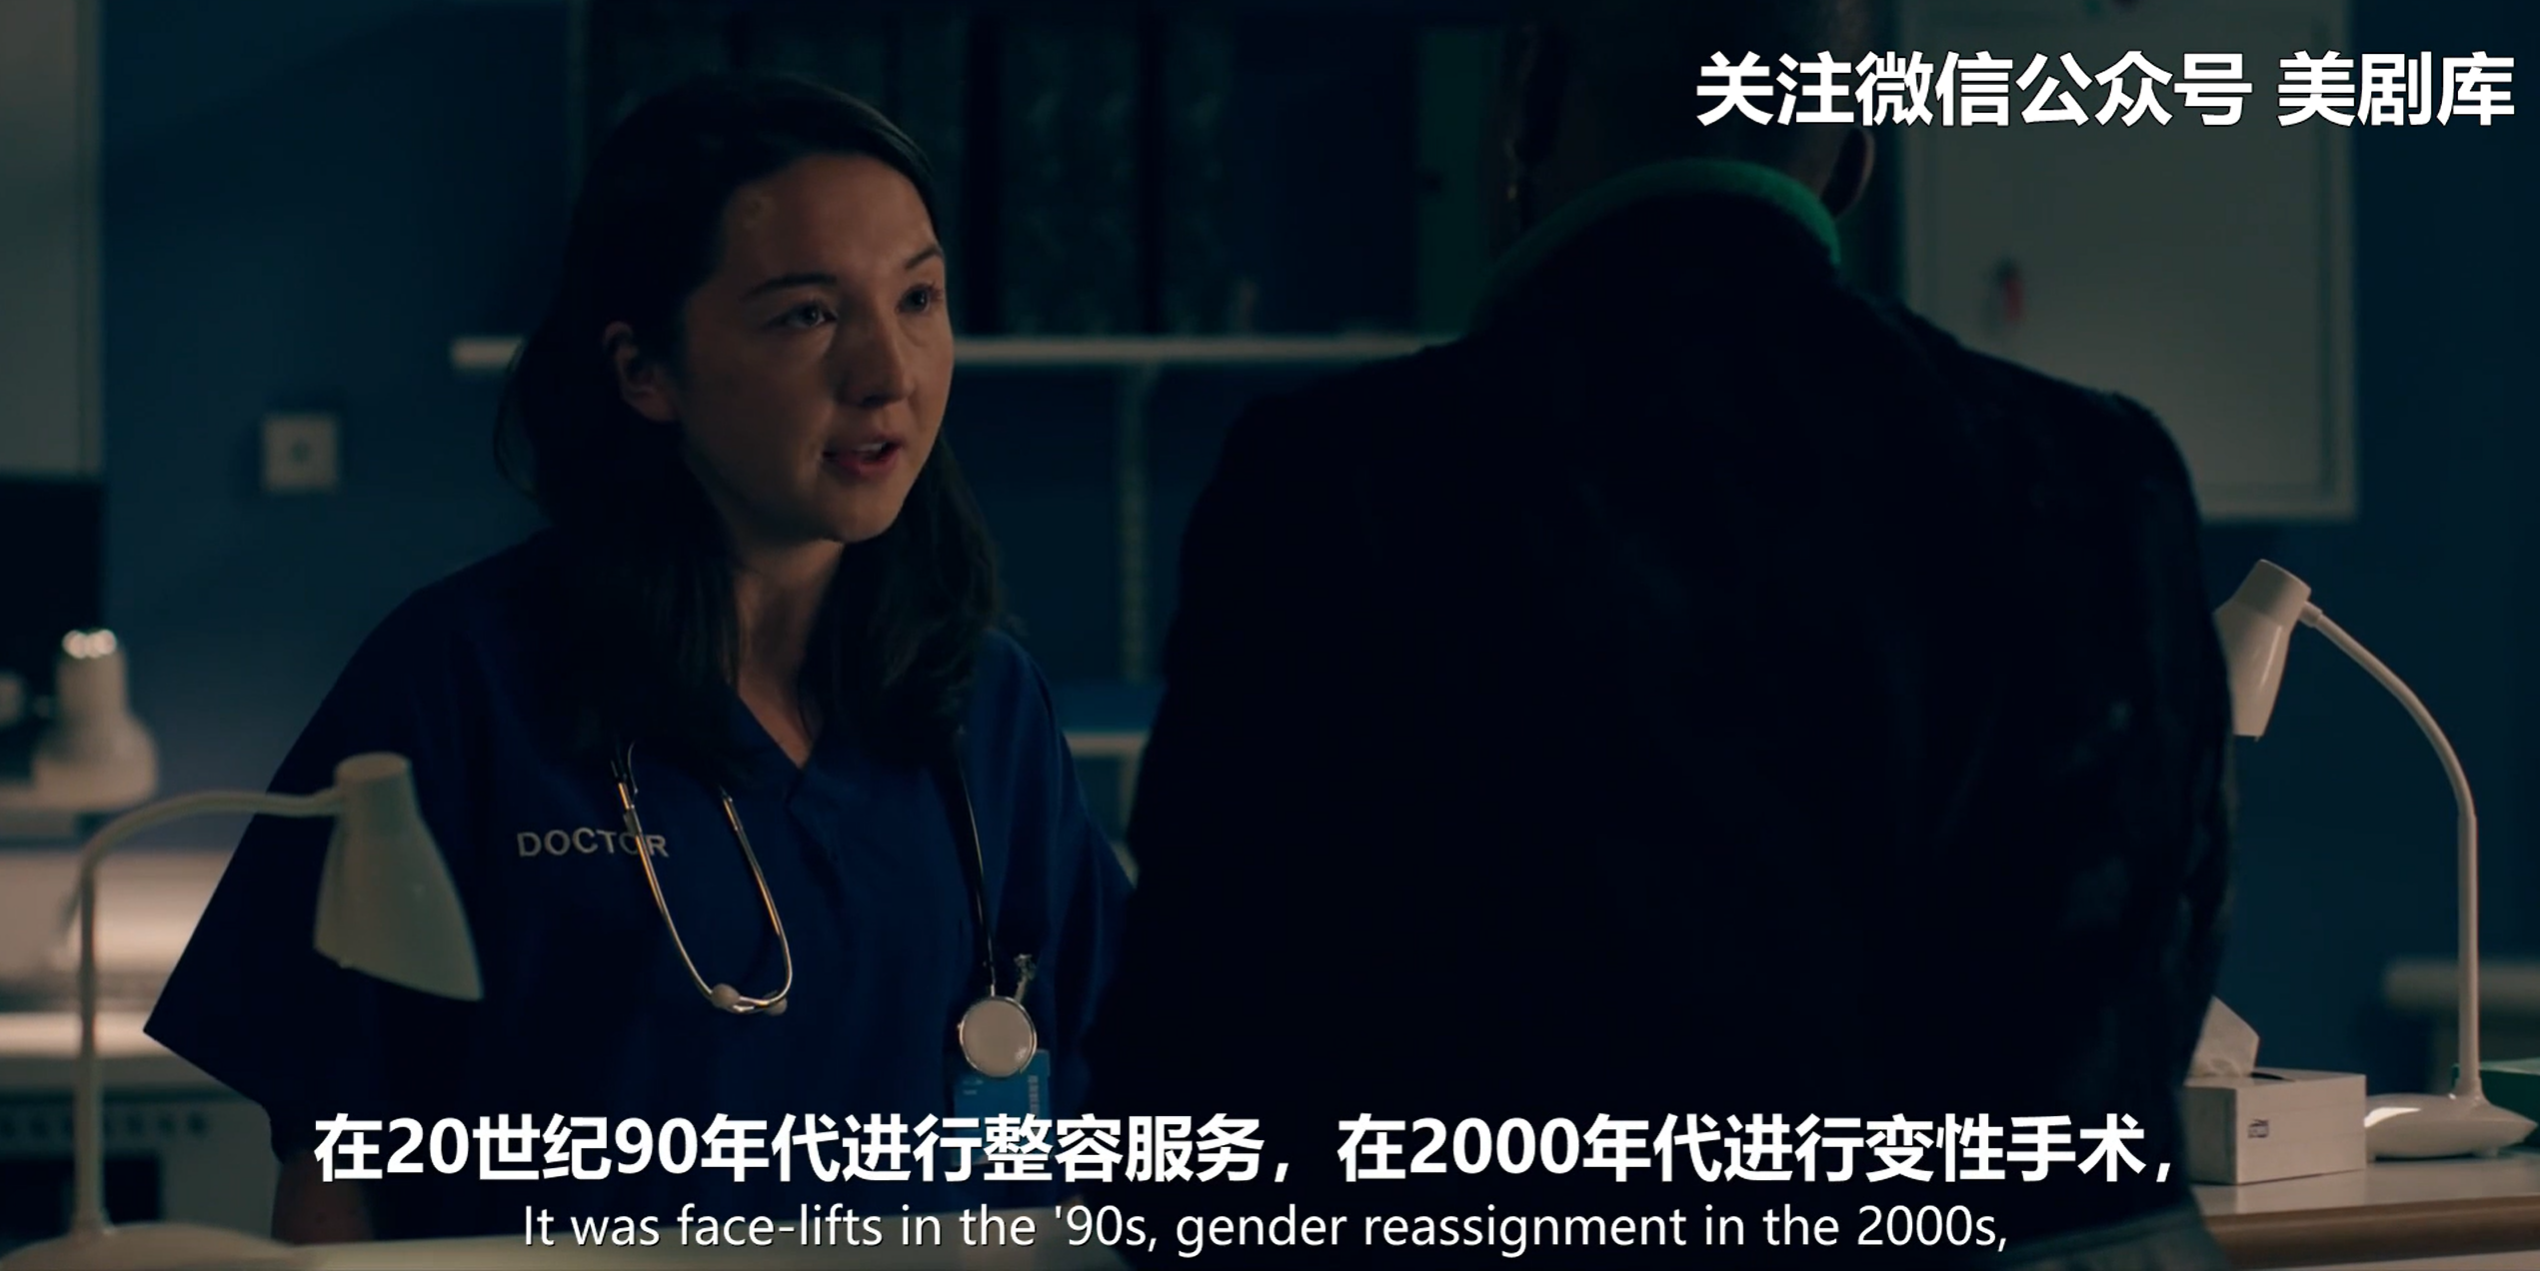 关注微信公众号 美剧库
DOCTOR
在20世纪90年代进行整容服务，在2000年代进行变性手术，
It was face-lifts in the '90s, gender reassignment in the 2000s,